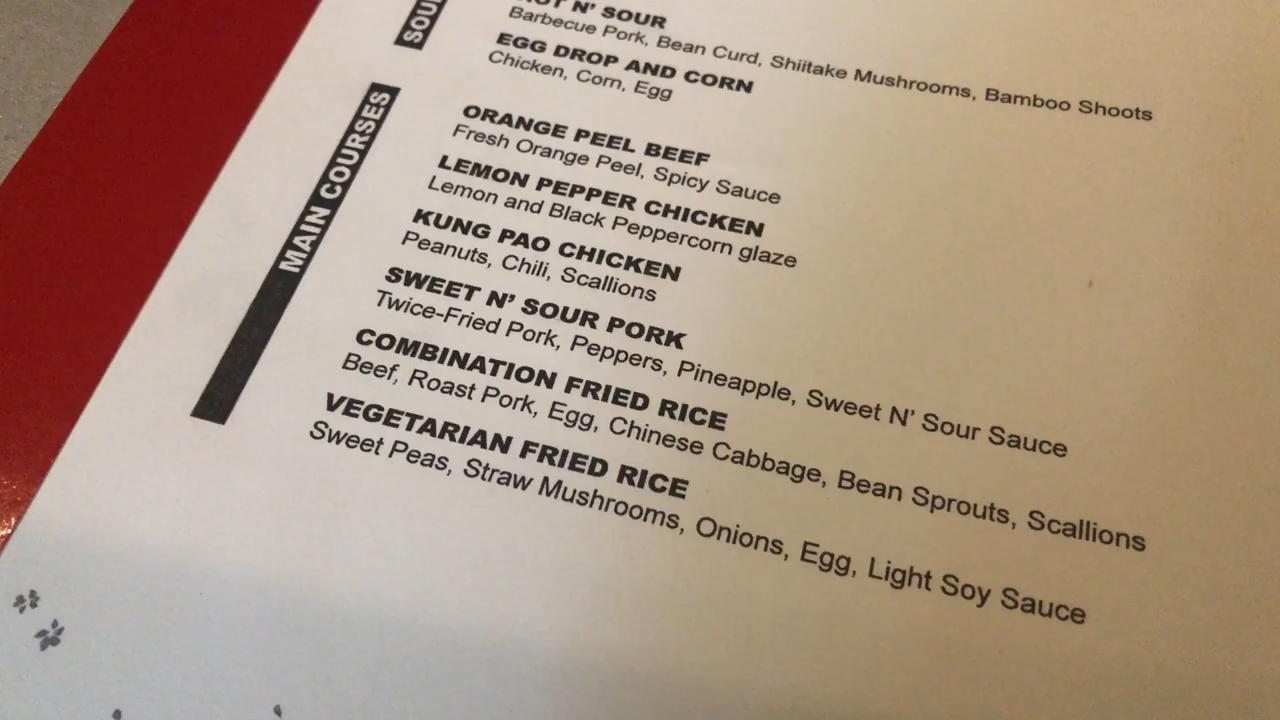 SOUR
N' SOUR
Barbecue Pork, Bean Curd, Shiitake Mushrooms, Bamboo Shoots
EGG DROP AND CORN
Chicken, Corn, Egg
MAIN COURSES
ORANGE PEEL BEEF
Fresh Orange Peel, Spicy Sauce
LEMON PEPPER CHICKEN
Lemon and Black Peppercorn glaze
KUNG PAO CHICKEN
Peanuts, Chili, Scallions
SWEET N' SOUR PORK
Twice-Fried Pork, Peppers, Pineapple, Sweet N' Sour Sauce
COMBINATION FRIED RICE
Beef, Roast Pork, Egg, Chinese Cabbage, Bean Sprouts, Scallions
VEGETARIAN FRIED RICE
Sweet Peas, Straw Mushrooms, Onions, Egg, Light Soy Sauce